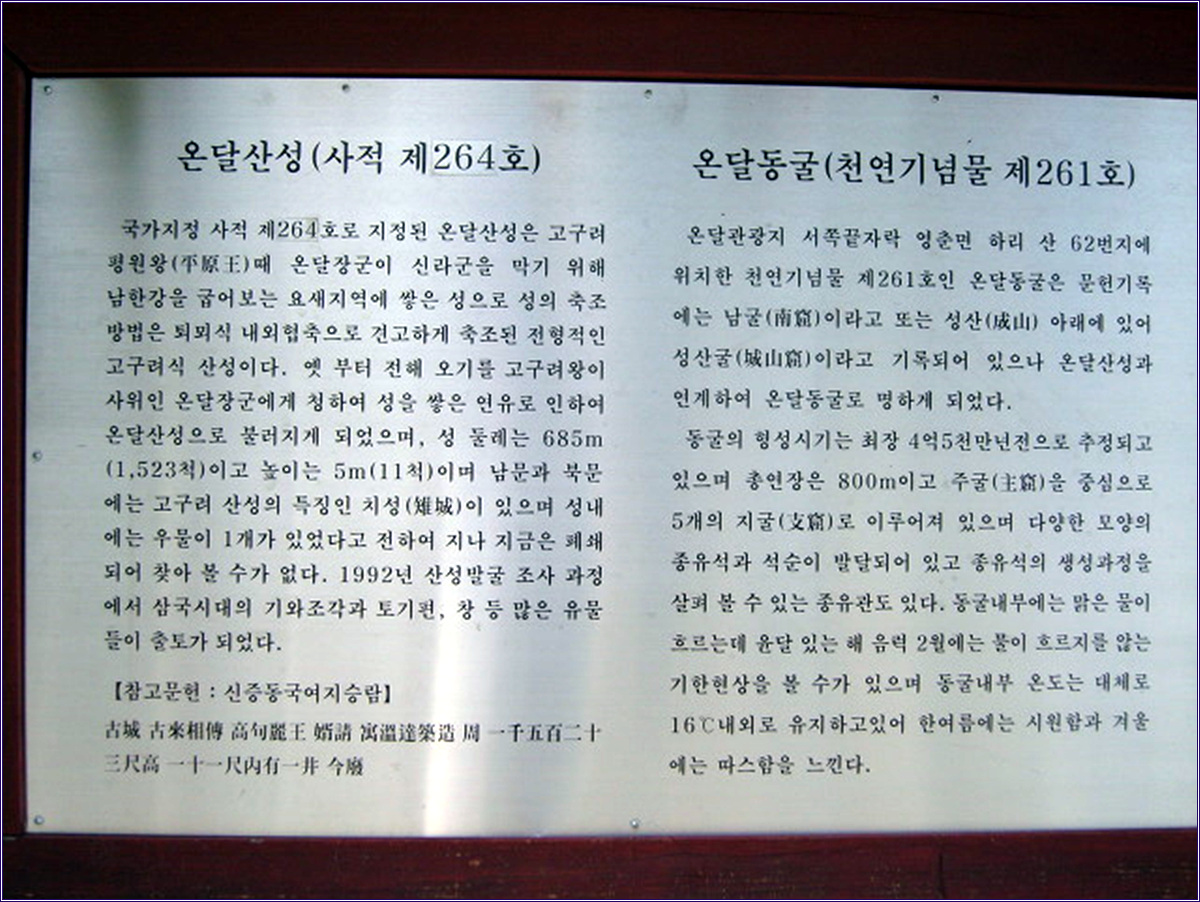 온달산성(사적 제264호)
국가지정 사적 제264호로 지정된 온달산성은 고구려
평원왕(平原王)때 온달장군이 신라군을 막기 위해
남한강을 굽어보는 요새지역에 쌓은 성으로 성의 축조
방법은 퇴뫼식 내외협축으로 견고하게 축조된 전형적인
고구려식 산성이다. 옛 부터 전해 오기를 고구려왕이
사위인 온달장군에게 청하여 성을 쌓은 연유로 인하여
온달산성으로 불러지게 되었으며, 성 둘레는 685m
(1,523척)이고 높이는 5m(11척)이며 남문과 북문
에는 고구려 산성의 특징인 치성(雉城)이 있으며 성내
에는 우물이 1개가 있었다고 전하여 지나 지금은 폐쇄
되어 찾아 볼 수가 없다. 1992년 산성발굴 조사 과정
에서 삼국시대의 기와조각과 토기편, 창 등 많은 유물
들이 출토가 되었다.
【참고문헌 : 신증동국여지승람】
古城 古來相傳 高句麗王 婿請 寓溫達築造 周 一千五百二十
三尺高 一十一尺內有一井 今廢
온달동굴(천연기념물 제261호)
온달관광지 서쪽끝자락 영춘면 하리 산 62번지에
위치한 천연기념물 제261호인 온달동굴은 문헌기록
에는 남굴(南窟)이라고 또는 성산(成山) 아래에 있어
성산굴(城山窟)이라고 기록되어 있으나 온달산성과
연계하여 온달동굴로 명하게 되었다.
동굴의 형성시기는 최장 4억5천만년전으로 추정되고
있으며 총연장은 800m이고 주굴(主窟)을 중심으로
5개의 지굴(支窟)로 이루어져 있으며 다양한 모양의
종유석과 석순이 발달되어 있고 종유석의 생성과정을
살펴 볼 수 있는 종유관도 있다. 동굴내부에는 맑은 물이
흐르는데 윤달 있는 해 음력 2월에는 물이 흐르지를 않는
기한현상을 볼 수가 있으며 동굴내부 온도는 대체로
16℃내외로 유지하고있어 한여름에는 시원함과 겨울
에는 따스함을 느낀다.